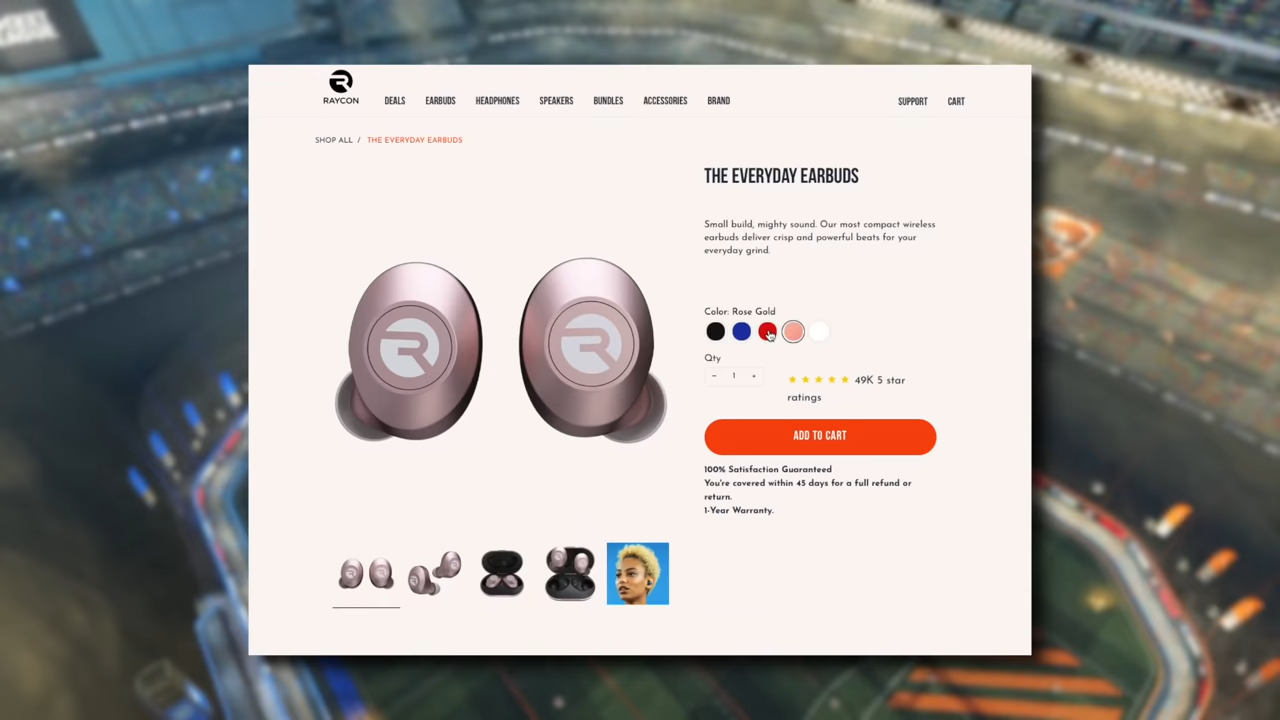 RAYCON
DEALS EARBUDS HEADPHONES SPEAKERS BUNDLES ACCESSORIES BRAND SUPPORT CART
SHOP ALL / THE EVERYDAY EARBUDS
THE EVERYDAY EARBUDS
Small build, mighty sound. Our most compact wireless
earbuds deliver crisp and powerful beats for your
everyday grind.
Color: Rose Gold
Qty
− 1 +
49K 5 star
ratings
ADD TO CART
100% Satisfaction Guaranteed
You're covered within 45 days for a full refund or
return.
1-Year Warranty.